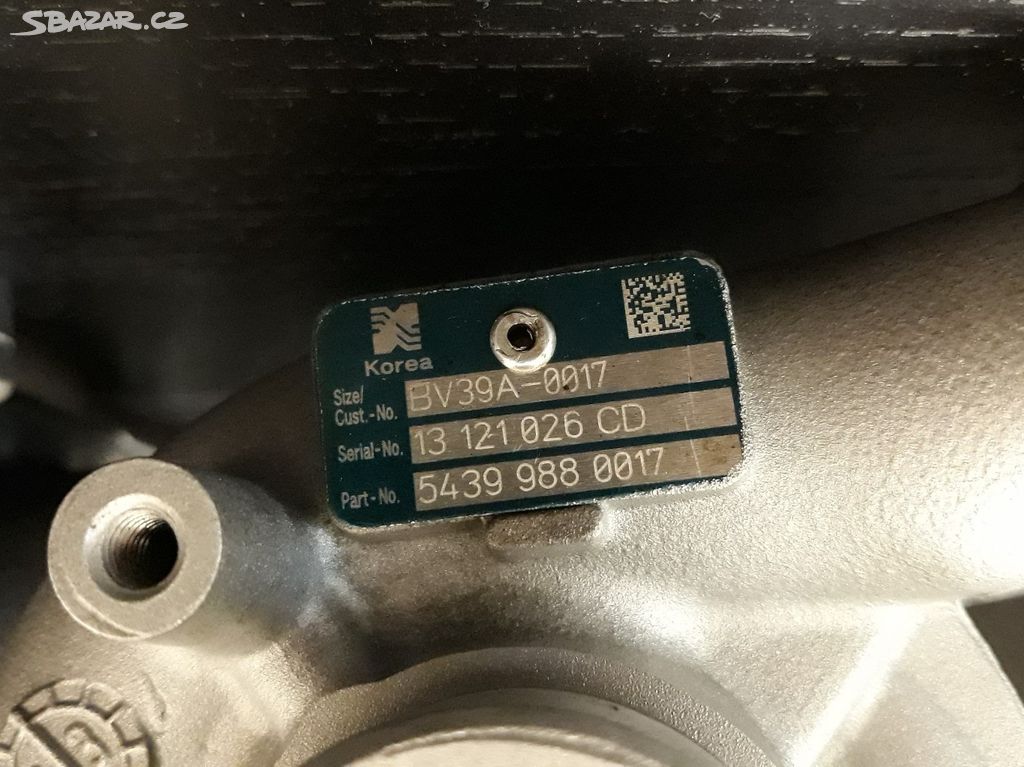 SBAZAR.CZ
Korea
Size/
Cust.-No. BV39A-0017
Serial-No. 13 121 026 CD
Part-No. 5439 988 0017